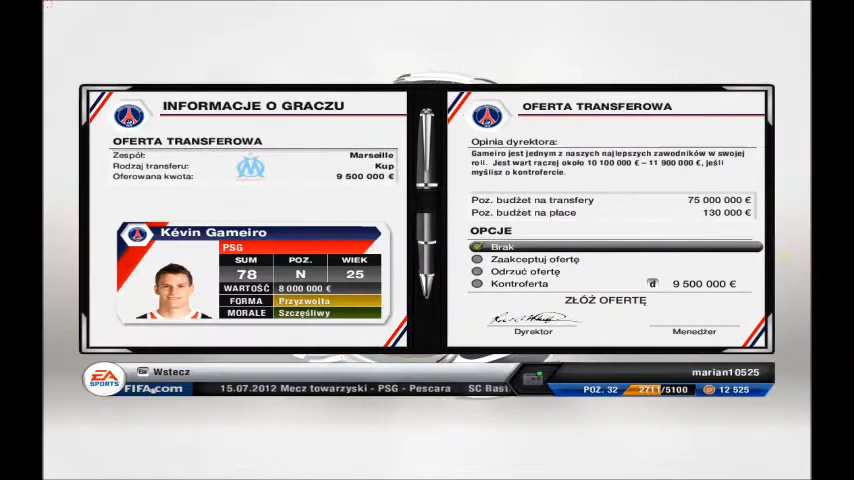 INFORMACJE O GRACZU
OFERTA TRANSFEROWA
Zespół: Marseille
Rodzaj transferu: Kup
Oferowana kwota: 9 500 000 €
Kévin Gameiro
PSG
SUM POZ. WIEK
78 N 25
WARTOŚĆ 8 000 000 €
FORMA Przyzwoita
MORALE Szczęśliwy
OFERTA TRANSFEROWA
Opinia dyrektora:
Gameiro jest jednym z naszych najlepszych zawodników w swojej
roli. Jest wart raczej około 10 100 000 € – 11 900 000 €, jeśli
myślisz o kontrofercie.
Poz. budżet na transfery 75 000 000 €
Poz. budżet na płace 130 000 €
OPCJE
Brak
Zaakceptuj ofertę
Odrzuć ofertę
Kontroferta d 9 500 000 €
ZŁÓŻ OFERTĘ
Dyrektor Menedżer
EA SPORTS
Esc Wstecz
marian10525
FIFA.com
15.07.2012 Mecz towarzyski - PSG - Pescara SC Bast
POZ. 32 2711/5100 12 525